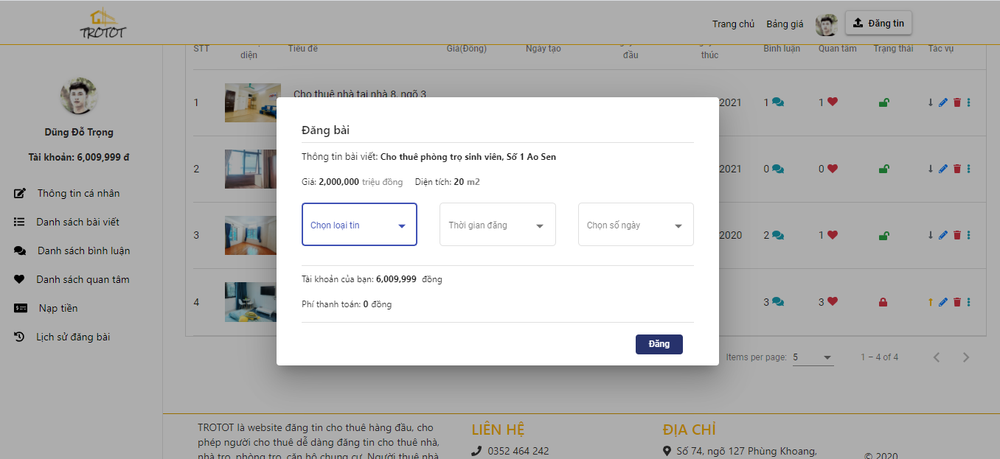 TROTOT
Trang chủ Bảng giá Đăng tin
STT diện Tiêu đề Giá(Đồng) Ngày tạo đầu thúc Bình luận Quan tâm Trạng thái Tác vụ
Dũng Đỗ Trọng
Tài khoản: 6,009,999 đ
Thông tin cá nhân
Danh sách bài viết
Danh sách bình luận
Danh sách quan tâm
Nạp tiền
Lịch sử đăng bài
1 Cho thuê nhà tại nhà 8, ngõ 3 2021 1 1
2 2021 0 0
3 2020 2 1
4 3 3
Đăng bài
Thông tin bài viết: Cho thuê phòng trọ sinh viên, Số 1 Ao Sen
Giá: 2,000,000 triệu đồng Diện tích: 20 m2
Chọn loại tin Thời gian đăng Chọn số ngày
Tài khoản của bạn: 6,009,999 đồng
Phí thanh toán: 0 đồng
Đăng
Items per page: 5 1 – 4 of 4
TROTOT là website đăng tin cho thuê hàng đầu, cho
phép người cho thuê dễ dàng đăng tin cho thuê nhà,
nhà trọ, phòng trọ, căn hộ chung cư. Người thuê nhà
LIÊN HỆ
0352 464 242
ĐỊA CHỈ
Số 74, ngõ 127 Phùng Khoang,
© 2020